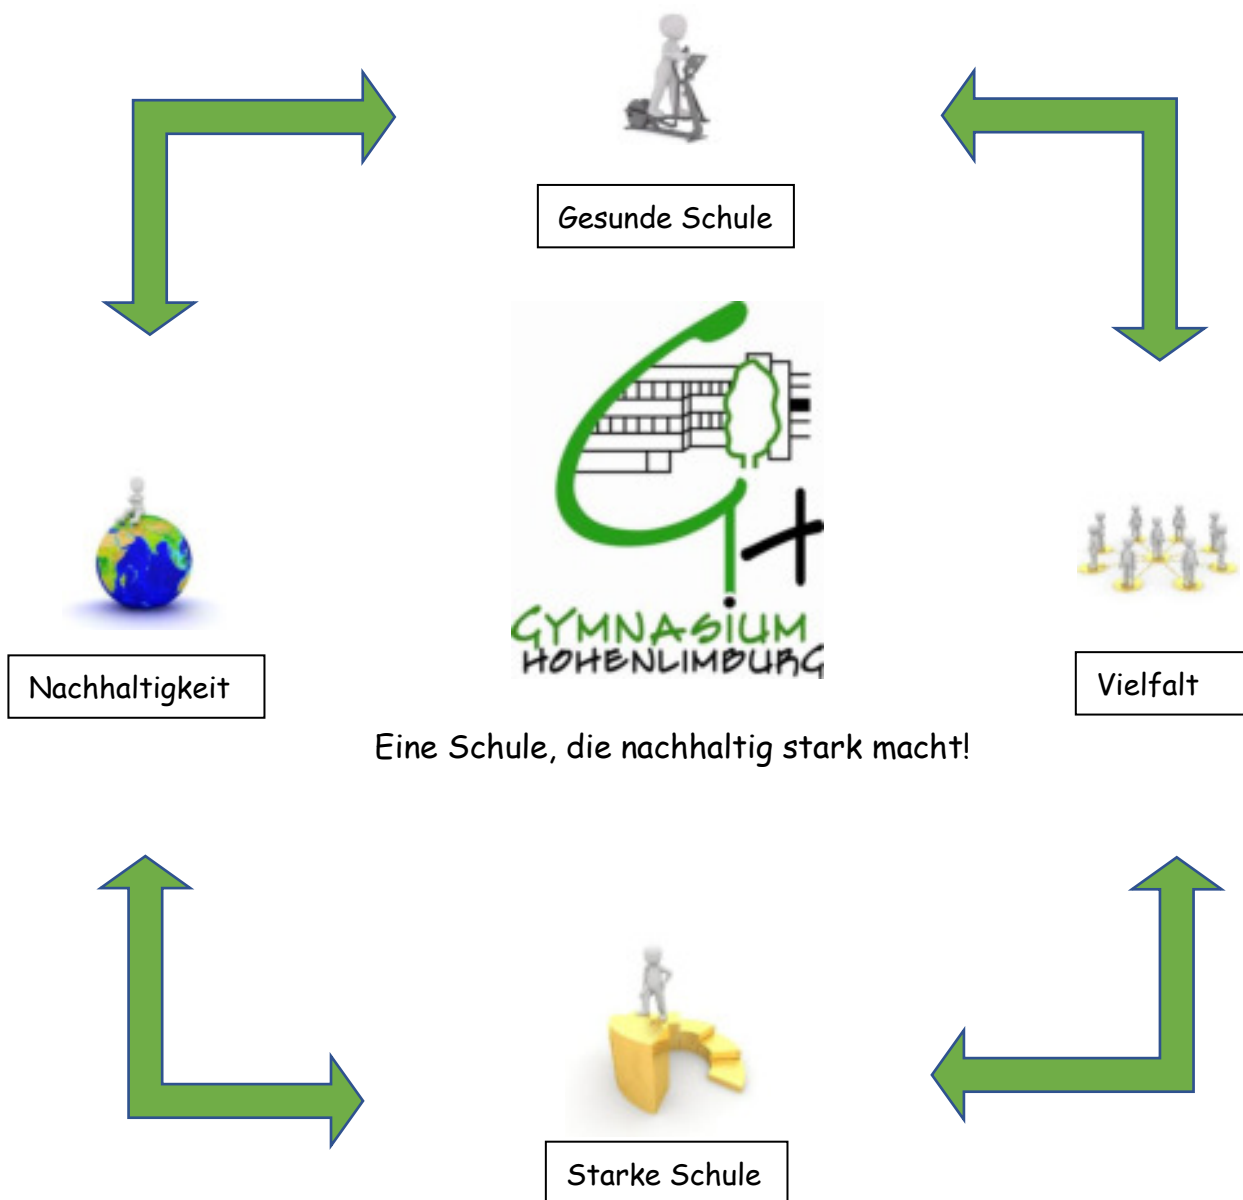 Gesunde Schule
GYMNASIUM
HOHENLIMBURG
Nachhaltigkeit
Vielfalt
Eine Schule, die nachhaltig stark macht!
Starke Schule